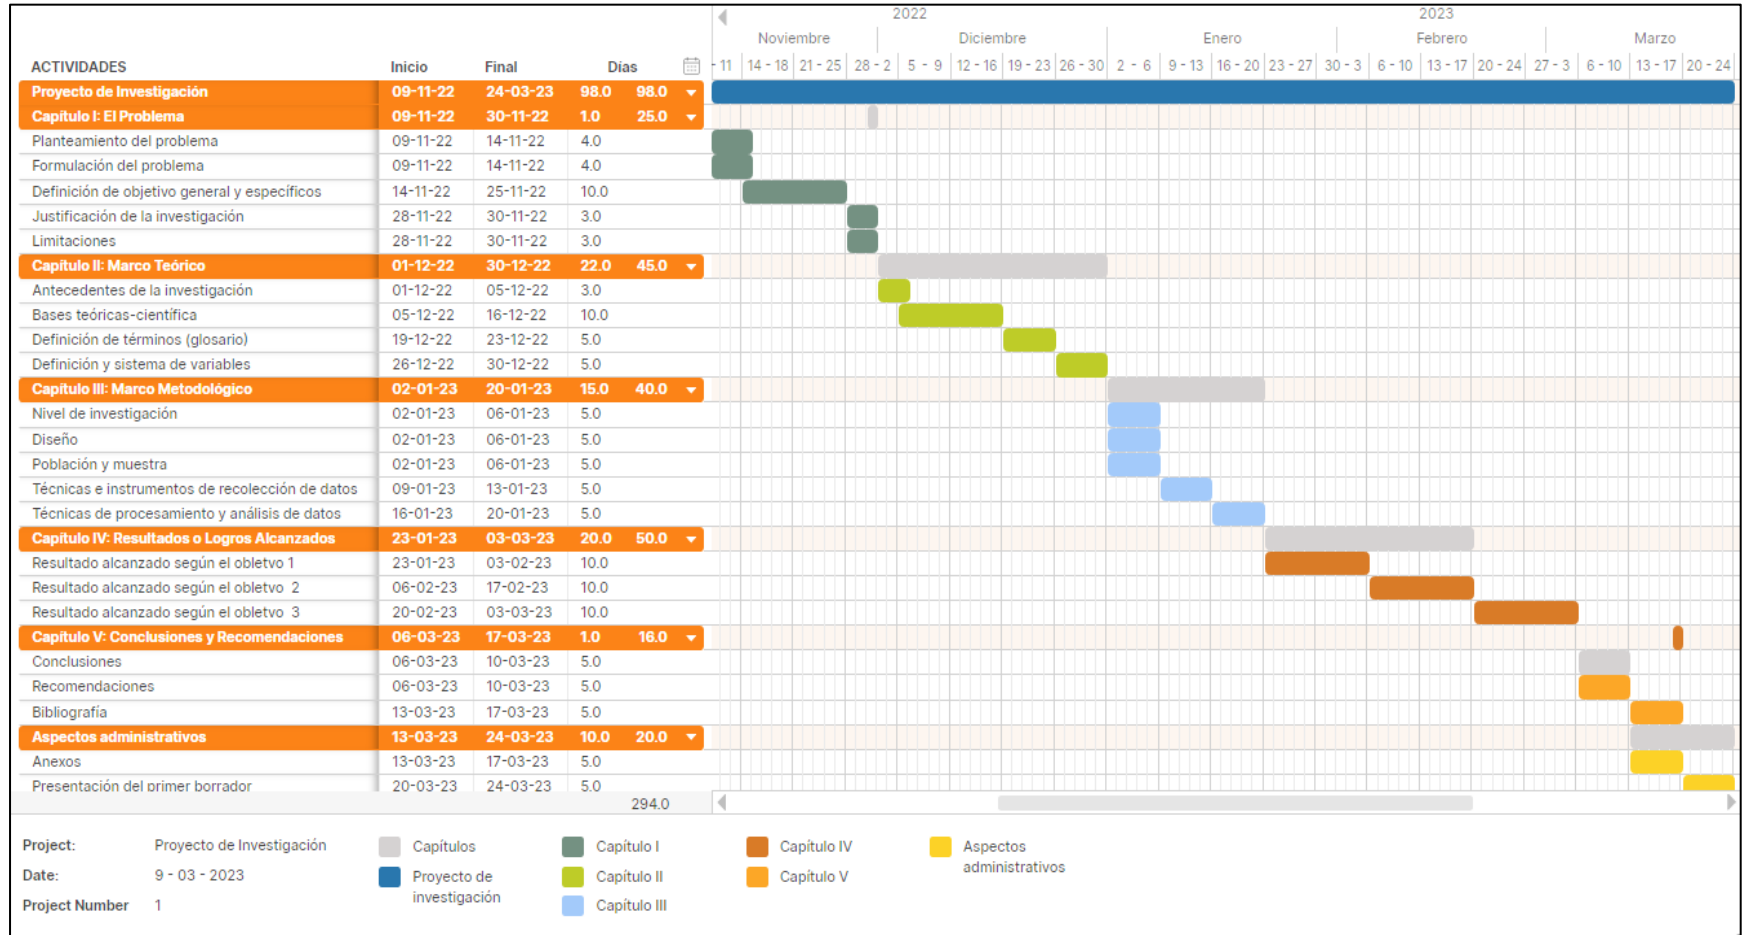 2022 2023
Noviembre Diciembre Enero Febrero Marzo
ACTIVIDADES Inicio Final Días - 11 14 - 18 21 - 25 28 - 2 5 - 9 12 - 16 19 - 23 26 - 30 2 - 6 9 - 13 16 - 20 23 - 27 30 - 3 6 - 10 13 - 17 20 - 24 27 - 3 6 - 10 13 - 17 20 - 24
Proyecto de Investigación 09-11-22 24-03-23 98.0 98.0
Capítulo I: El Problema 09-11-22 30-11-22 1.0 25.0
Planteamiento del problema 09-11-22 14-11-22 4.0
Formulación del problema 09-11-22 14-11-22 4.0
Definición de objetivo general y específicos 14-11-22 25-11-22 10.0
Justificación de la investigación 28-11-22 30-11-22 3.0
Limitaciones 28-11-22 30-11-22 3.0
Capítulo II: Marco Teórico 01-12-22 30-12-22 22.0 45.0
Antecedentes de la investigación 01-12-22 05-12-22 3.0
Bases teóricas-científica 05-12-22 16-12-22 10.0
Definición de términos (glosario) 19-12-22 23-12-22 5.0
Definición y sistema de variables 26-12-22 30-12-22 5.0
Capítulo III: Marco Metodológico 02-01-23 20-01-23 15.0 40.0
Nivel de investigación 02-01-23 06-01-23 5.0
Diseño 02-01-23 06-01-23 5.0
Población y muestra 02-01-23 06-01-23 5.0
Técnicas e instrumentos de recolección de datos 09-01-23 13-01-23 5.0
Técnicas de procesamiento y análisis de datos 16-01-23 20-01-23 5.0
Capítulo IV: Resultados o Logros Alcanzados 23-01-23 03-03-23 20.0 50.0
Resultado alcanzado según el obletvo 1 23-01-23 03-02-23 10.0
Resultado alcanzado según el obletvo 2 06-02-23 17-02-23 10.0
Resultado alcanzado según el obletvo 3 20-02-23 03-03-23 10.0
Capítulo V: Conclusiones y Recomendaciones 06-03-23 17-03-23 1.0 16.0
Conclusiones 06-03-23 10-03-23 5.0
Recomendaciones 06-03-23 10-03-23 5.0
Bibliografía 13-03-23 17-03-23 5.0
Aspectos administrativos 13-03-23 24-03-23 10.0 20.0
Anexos 13-03-23 17-03-23 5.0
Presentación del primer borrador 20-03-23 24-03-23 5.0
294.0
Project: Proyecto de Investigación
Date: 9 - 03 - 2023
Project Number 1
Capítulos
Proyecto de
investigación
Capítulo I
Capítulo II
Capítulo III
Capítulo IV
Capítulo V
Aspectos
administrativos